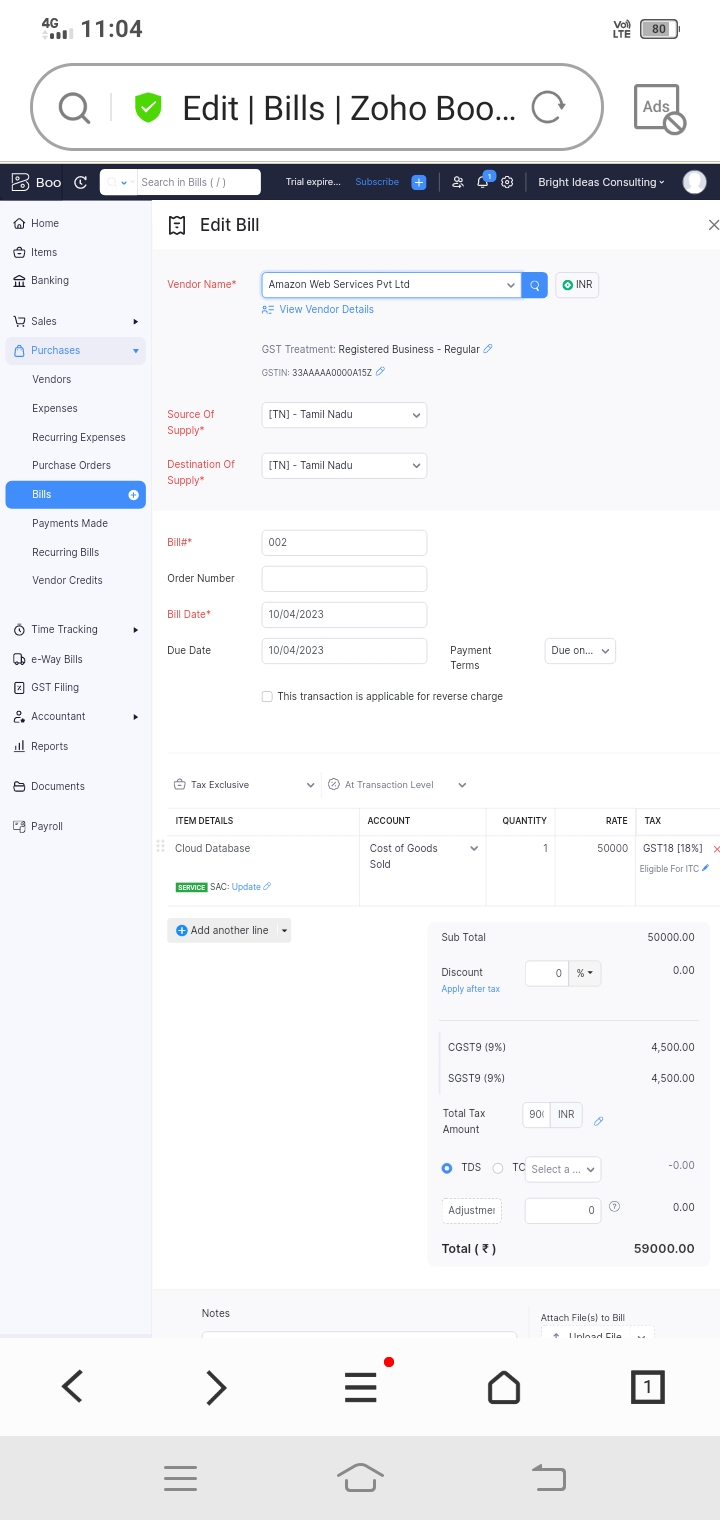 4G 11:04 VoI) LTE 80
Edit | Bills | Zoho Boo... Ads
Boo Search in Bills ( / ) Trial expire... Subscribe 1 Bright Ideas Consulting
Home
Items
Banking
Sales
Purchases
Vendors
Expenses
Recurring Expenses
Purchase Orders
Bills
Payments Made
Recurring Bills
Vendor Credits
Time Tracking
e-Way Bills
GST Filing
Accountant
Reports
Documents
Payroll
Edit Bill
Vendor Name* Amazon Web Services Pvt Ltd INR
View Vendor Details
GST Treatment: Registered Business - Regular
GSTIN: 33AAAAA0000A15Z
Source Of
Supply*
[TN] - Tamil Nadu
Destination Of
Supply*
[TN] - Tamil Nadu
Bill#* 002
Order Number
Bill Date* 10/04/2023
Due Date 10/04/2023
Payment
Terms
Due on...
This transaction is applicable for reverse charge
Tax Exclusive At Transaction Level
ITEM DETAILS ACCOUNT QUANTITY RATE TAX
Cloud Database
Cost of Goods
Sold
1 50000 GST18 [18%]
Eligible For ITC
SERVICE SAC: Update
Add another line
Sub Total 50000.00
Discount 0 % 0.00
Apply after tax
CGST9 (9%) 4,500.00
SGST9 (9%) 4,500.00
Total Tax
Amount
INR
TDS TC Select a ... -0.00
Adjustmer 0 0.00
Total ( ₹ ) 59000.00
Notes
Attach File(s) to Bill
Upload File
1